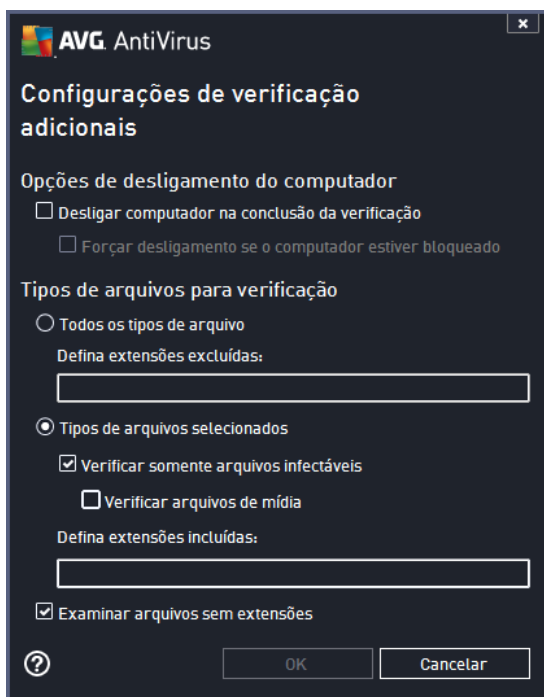 x
AVG AntiVirus
Configurações de verificação
adicionais
Opções de desligamento do computador
Desligar computador na conclusão da verificação
Forçar desligamento se o computador estiver bloqueado
Tipos de arquivos para verificação
Todos os tipos de arquivo
Defina extensões excluídas:
Tipos de arquivos selecionados
Verificar somente arquivos infectáveis
Verificar arquivos de mídia
Defina extensões incluídas:
Examinar arquivos sem extensões
? OK Cancelar